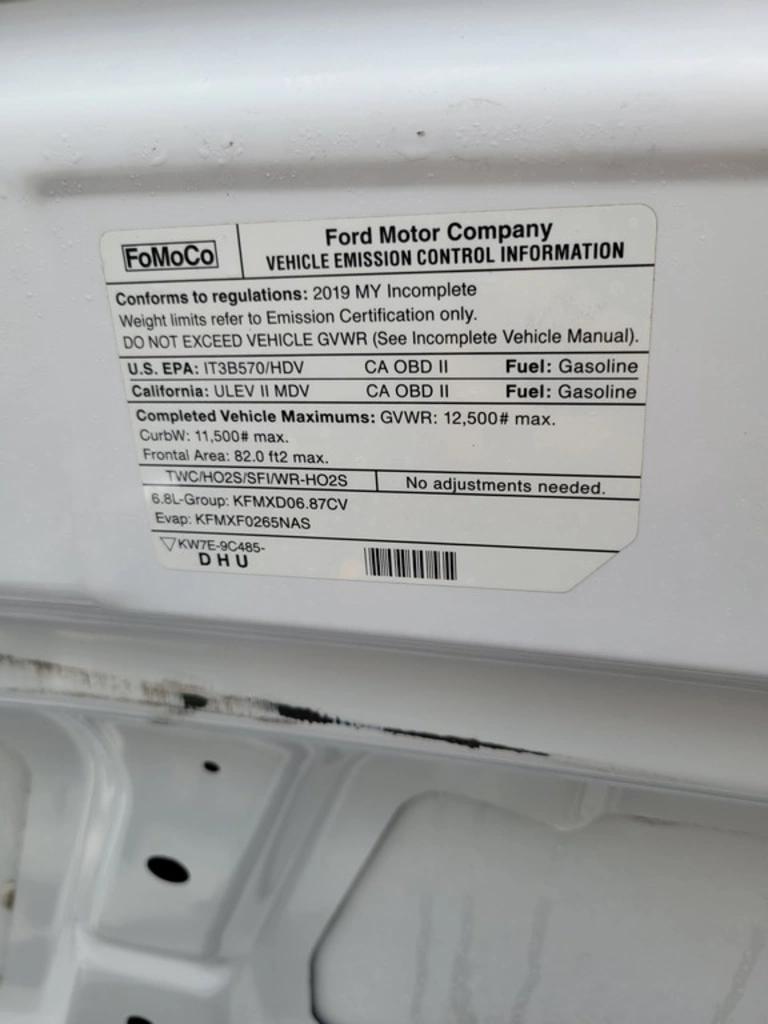 FoMoCo
Ford Motor Company
VEHICLE EMISSION CONTROL INFORMATION
Conforms to regulations: 2019 MY Incomplete
Weight limits refer to Emission Certification only.
DO NOT EXCEED VEHICLE GVWR (See Incomplete Vehicle Manual).
U.S. EPA: IT3B570/HDV CA OBD II Fuel: Gasoline
California: ULEV II MDV CA OBD II Fuel: Gasoline
Completed Vehicle Maximums: GVWR: 12,500# max.
CurbW: 11,500# max.
Frontal Area: 82.0 ft2 max.
TWC/HO2S/SFI/WR-HO2S No adjustments needed.
6.8L-Group: KFMXD06.87CV
Evap: KFMXF0265NAS
KW7E-9C485-
DHU